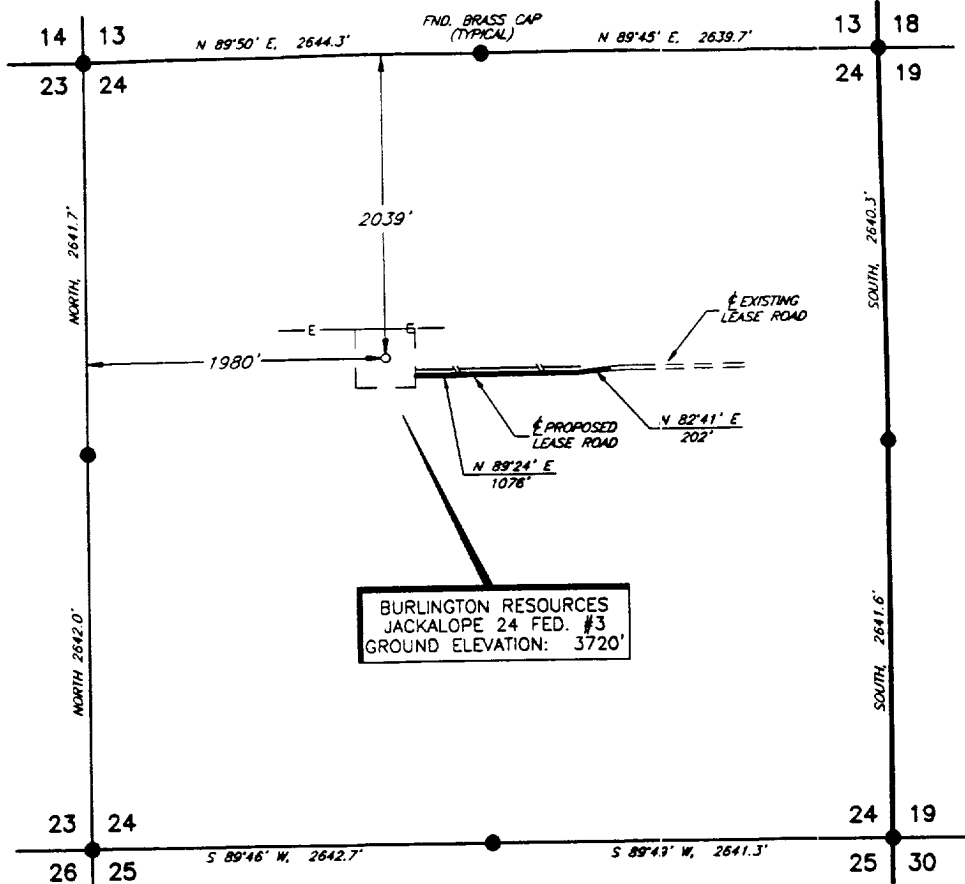 FND. BRASS CAP
(TYPICAL)
14 13
N 89°50' E, 2644.3'
N 89°45' E, 2639.7'
13 18
23 24
24 19
2039'
NORTH, 2641.7'
SOUTH, 2640.3'
℄ EXISTING
LEASE ROAD
E
E
1980'
℄ PROPOSED
LEASE ROAD
N 82°41' E
202'
N 89°24' E
1076'
BURLINGTON RESOURCES
JACKALOPE 24 FED. #3
GROUND ELEVATION: 3720'
NORTH 2642.0'
SOUTH, 2641.6'
23 24
24 19
S 89°46' W, 2642.7'
W, 2641.3'
26 25
25 30